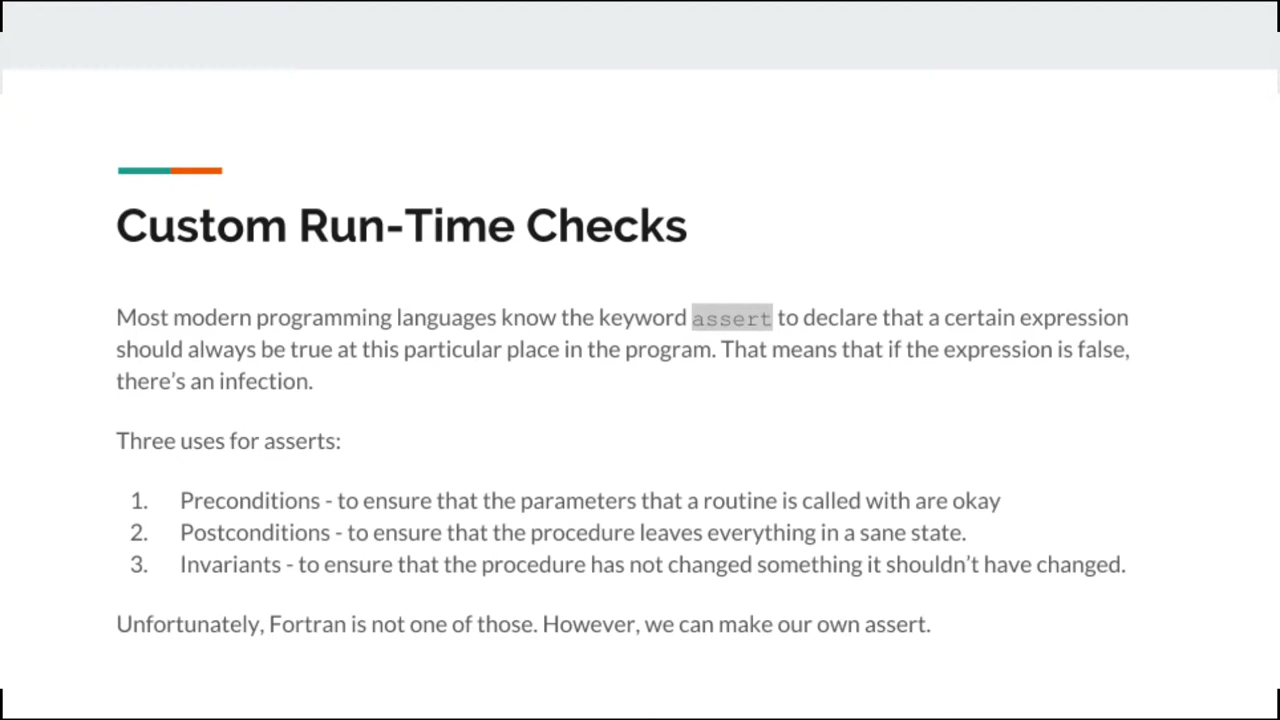 Custom Run-Time Checks
Most modern programming languages know the keyword assert to declare that a certain expression
should always be true at this particular place in the program. That means that if the expression is false,
there's an infection.
Three uses for asserts:
1. Preconditions - to ensure that the parameters that a routine is called with are okay
2. Postconditions - to ensure that the procedure leaves everything in a sane state.
3. Invariants - to ensure that the procedure has not changed something it shouldn't have changed.
Unfortunately, Fortran is not one of those. However, we can make our own assert.